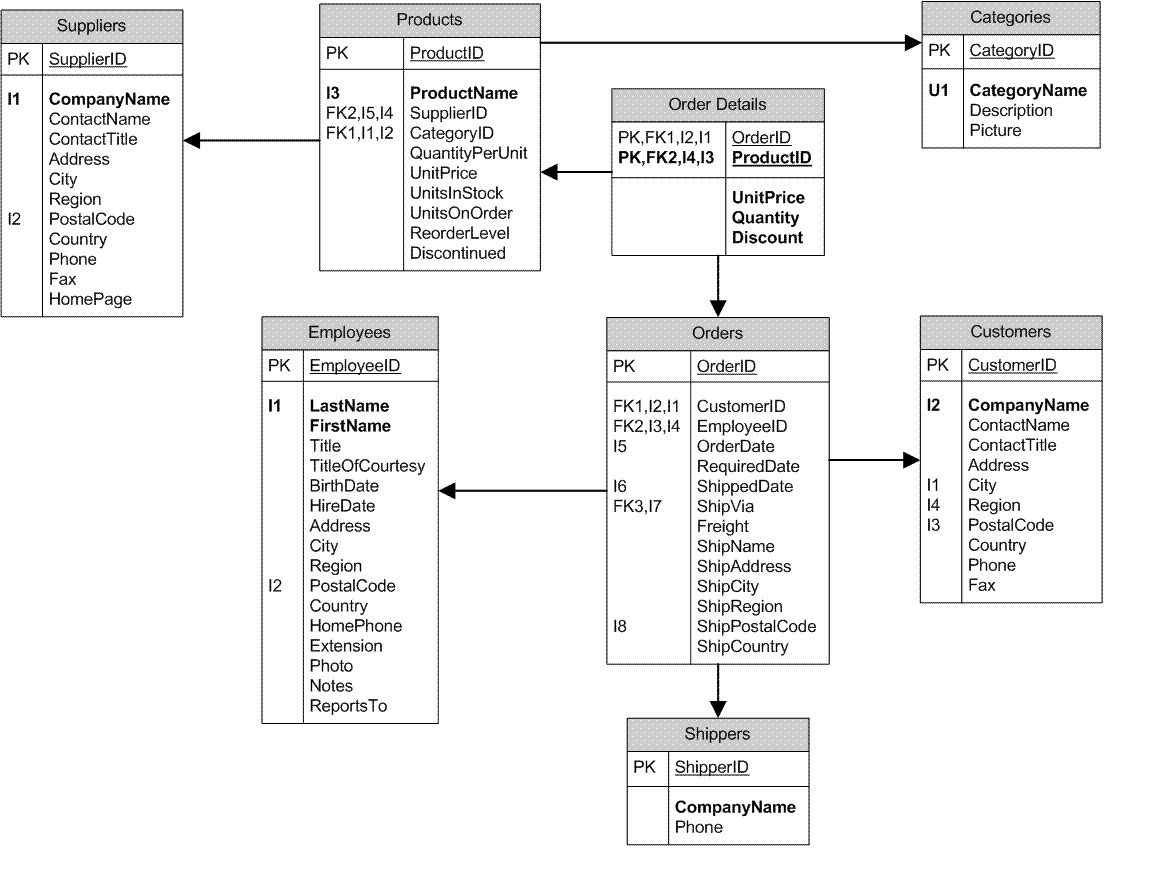 Suppliers
PK SupplierID
I1 CompanyName
ContactName
ContactTitle
Address
City
Region
I2 PostalCode
Country
Phone
Fax
HomePage
Products
PK ProductID
I3 ProductName
FK2,I5,I4 SupplierID
FK1,I1,I2 CategoryID
QuantityPerUnit
UnitPrice
UnitsInStock
UnitsOnOrder
ReorderLevel
Discontinued
Order Details
PK,FK1,I2,I1 OrderID
PK,FK2,I4,I3 ProductID
UnitPrice
Quantity
Discount
Categories
PK CategoryID
U1 CategoryName
Description
Picture
Employees
PK EmployeeID
I1 LastName
FirstName
Title
TitleOfCourtesy
BirthDate
HireDate
Address
City
Region
I2 PostalCode
Country
HomePhone
Extension
Photo
Notes
ReportsTo
Orders
PK OrderID
FK1,I2,I1 CustomerID
FK2,I3,I4 EmployeeID
I5 OrderDate
RequiredDate
I6 ShippedDate
FK3,I7 ShipVia
Freight
ShipName
ShipAddress
ShipCity
ShipRegion
I8 ShipPostalCode
ShipCountry
Customers
PK CustomerID
I2 CompanyName
ContactName
ContactTitle
Address
I1 City
I4 Region
I3 PostalCode
Country
Phone
Fax
Shippers
PK ShipperID
CompanyName
Phone